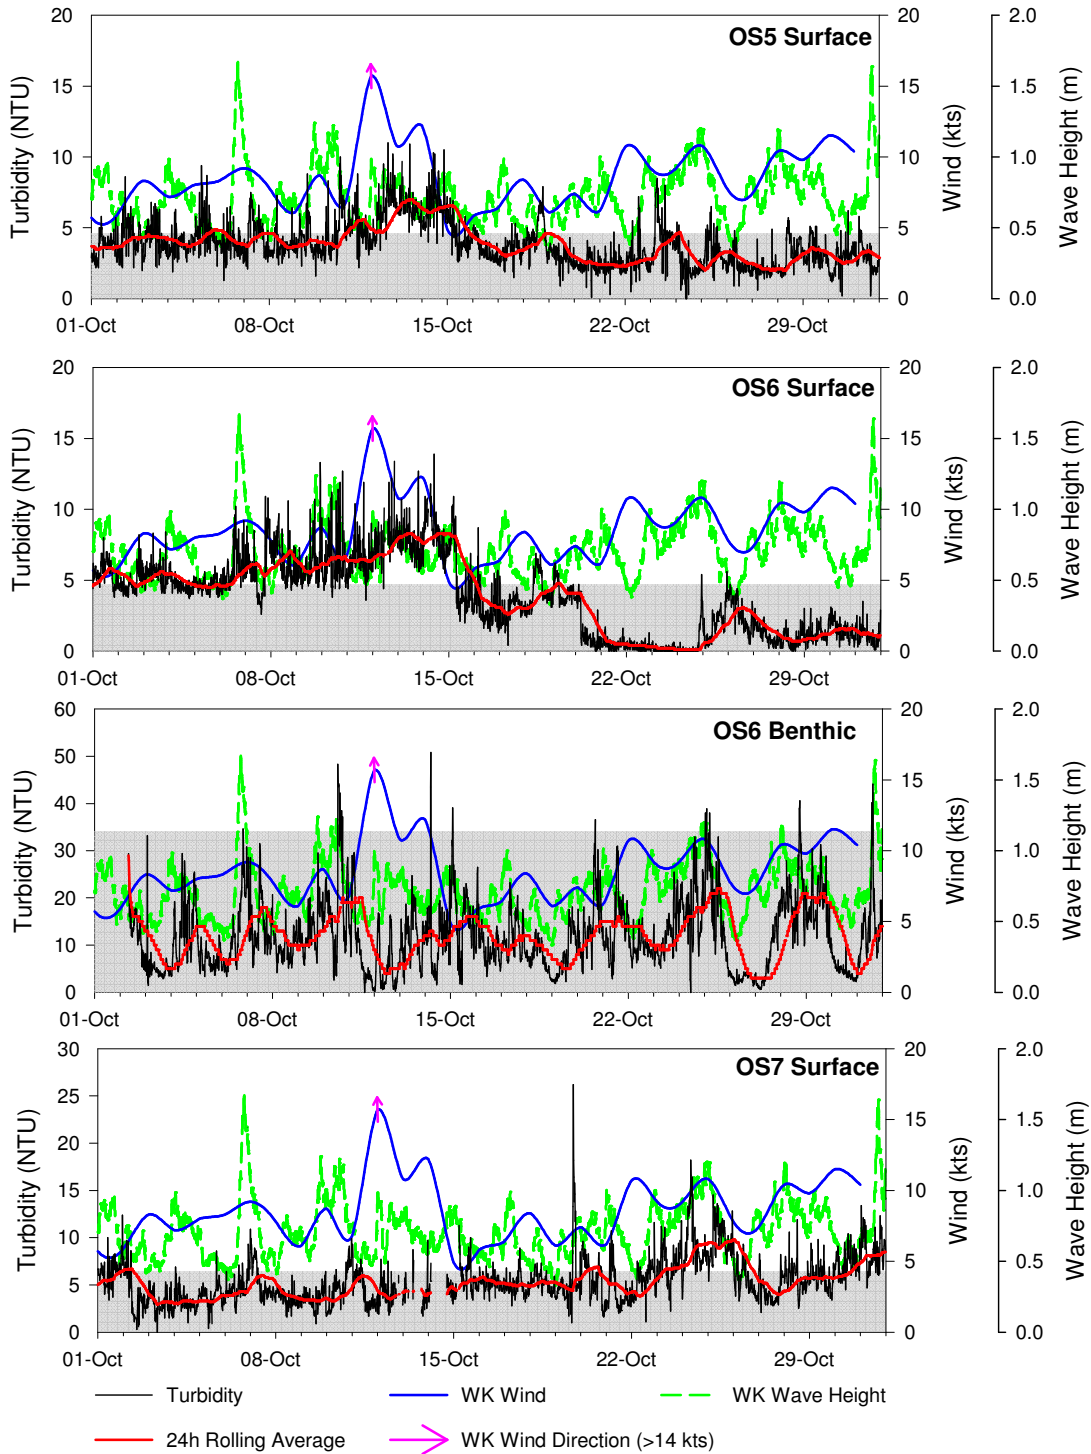 OS5 Surface
Turbidity (NTU)
20
15
10
5
0
01-Oct 08-Oct 15-Oct 22-Oct 29-Oct
20
15
10
5
0
Wind (kts)
2.0
1.5
1.0
0.5
0.0
Wave Height (m)
OS6 Surface
Turbidity (NTU)
20
15
10
5
0
01-Oct 08-Oct 15-Oct 22-Oct 29-Oct
20
15
10
5
0
Wind (kts)
2.0
1.5
1.0
0.5
0.0
Wave Height (m)
OS6 Benthic
Turbidity (NTU)
60
50
40
30
20
10
0
01-Oct 08-Oct 15-Oct 22-Oct 29-Oct
20
15
10
5
0
Wind (kts)
2.0
1.5
1.0
0.5
0.0
Wave Height (m)
OS7 Surface
Turbidity (NTU)
30
25
20
15
10
5
0
01-Oct 08-Oct 15-Oct 22-Oct 29-Oct
20
15
10
5
0
Wind (kts)
2.0
1.5
1.0
0.5
0.0
Wave Height (m)
Turbidity WK Wind WK Wave Height
24h Rolling Average WK Wind Direction (>14 kts)